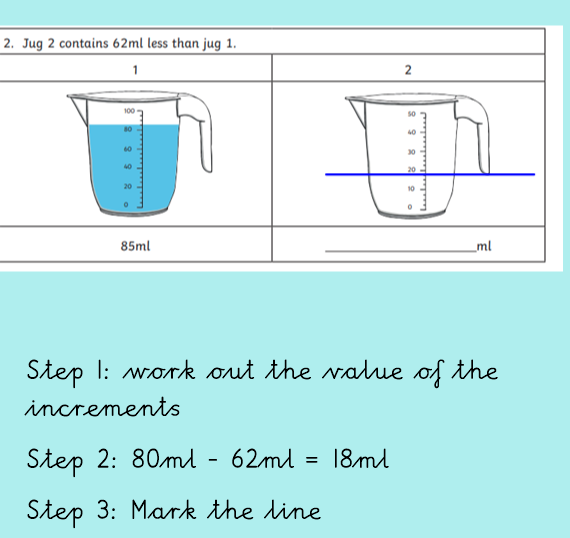 2. Jug 2 contains 62ml less than jug 1.
1 2
100
80
60
40
20
0
50
40
30
20
10
0
85ml ml
Step 1: work out the value of the
increments
Step 2: 80ml - 62ml = 18ml
Step 3: Mark the line